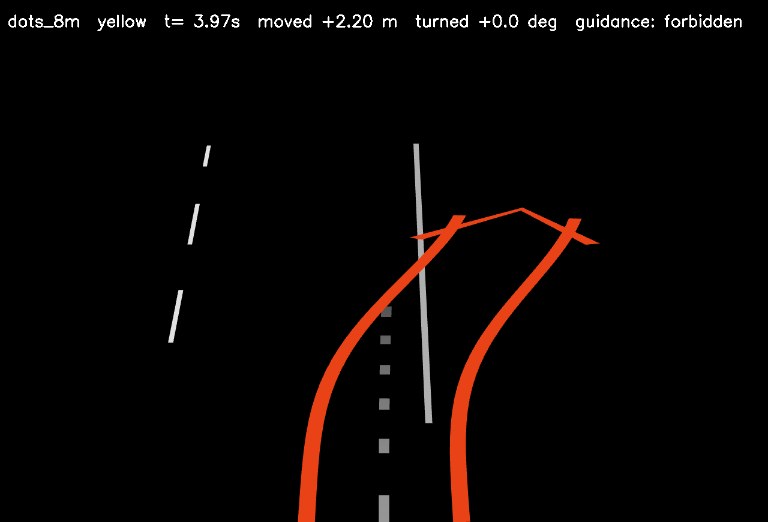 dots_8m yellow t= 3.97s moved +2.20 m turned +0.0 deg guidance: forbidden